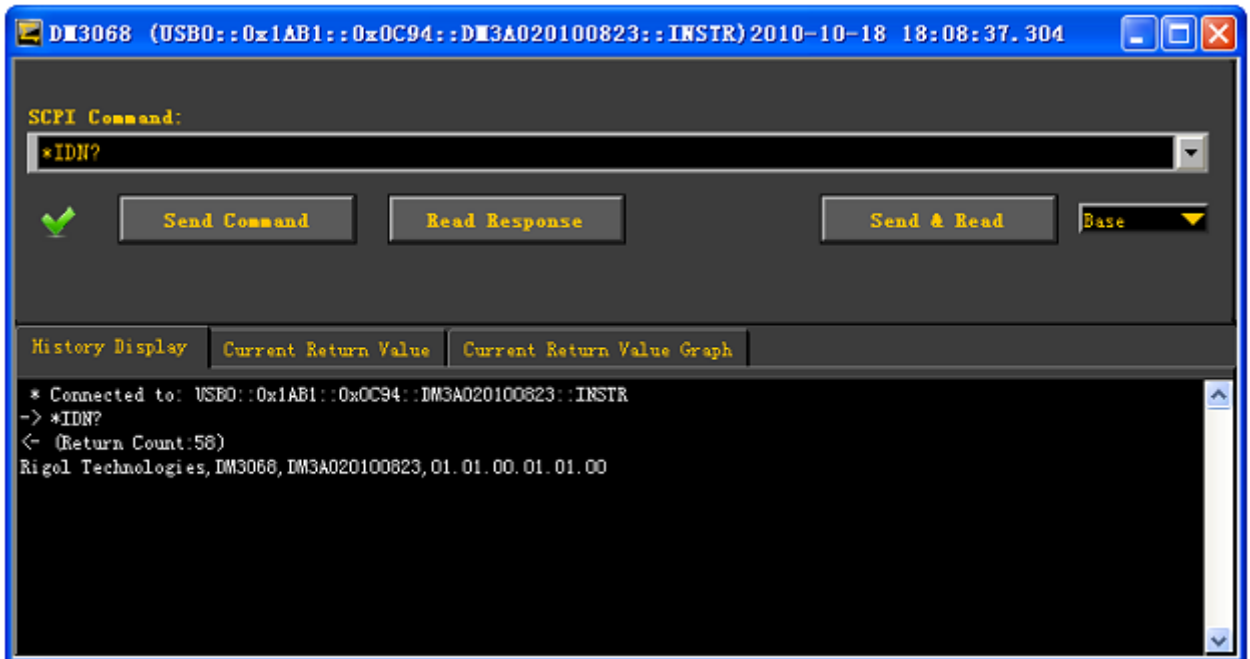 DM3068 (USB0::0x1AB1::0x0C94::DM3A020100823::INSTR)2010-10-18 18:08:37.304
SCPI Command:
*IDN?
Send Command Read Response Send & Read Base
History Display Current Return Value Current Return Value Graph
* Connected to: USB0::0x1AB1::0x0C94::DM3A020100823::INSTR
-> *IDN?
<- (Return Count:58)
Rigol Technologies,DM3068,DM3A020100823,01.01.00.01.01.00